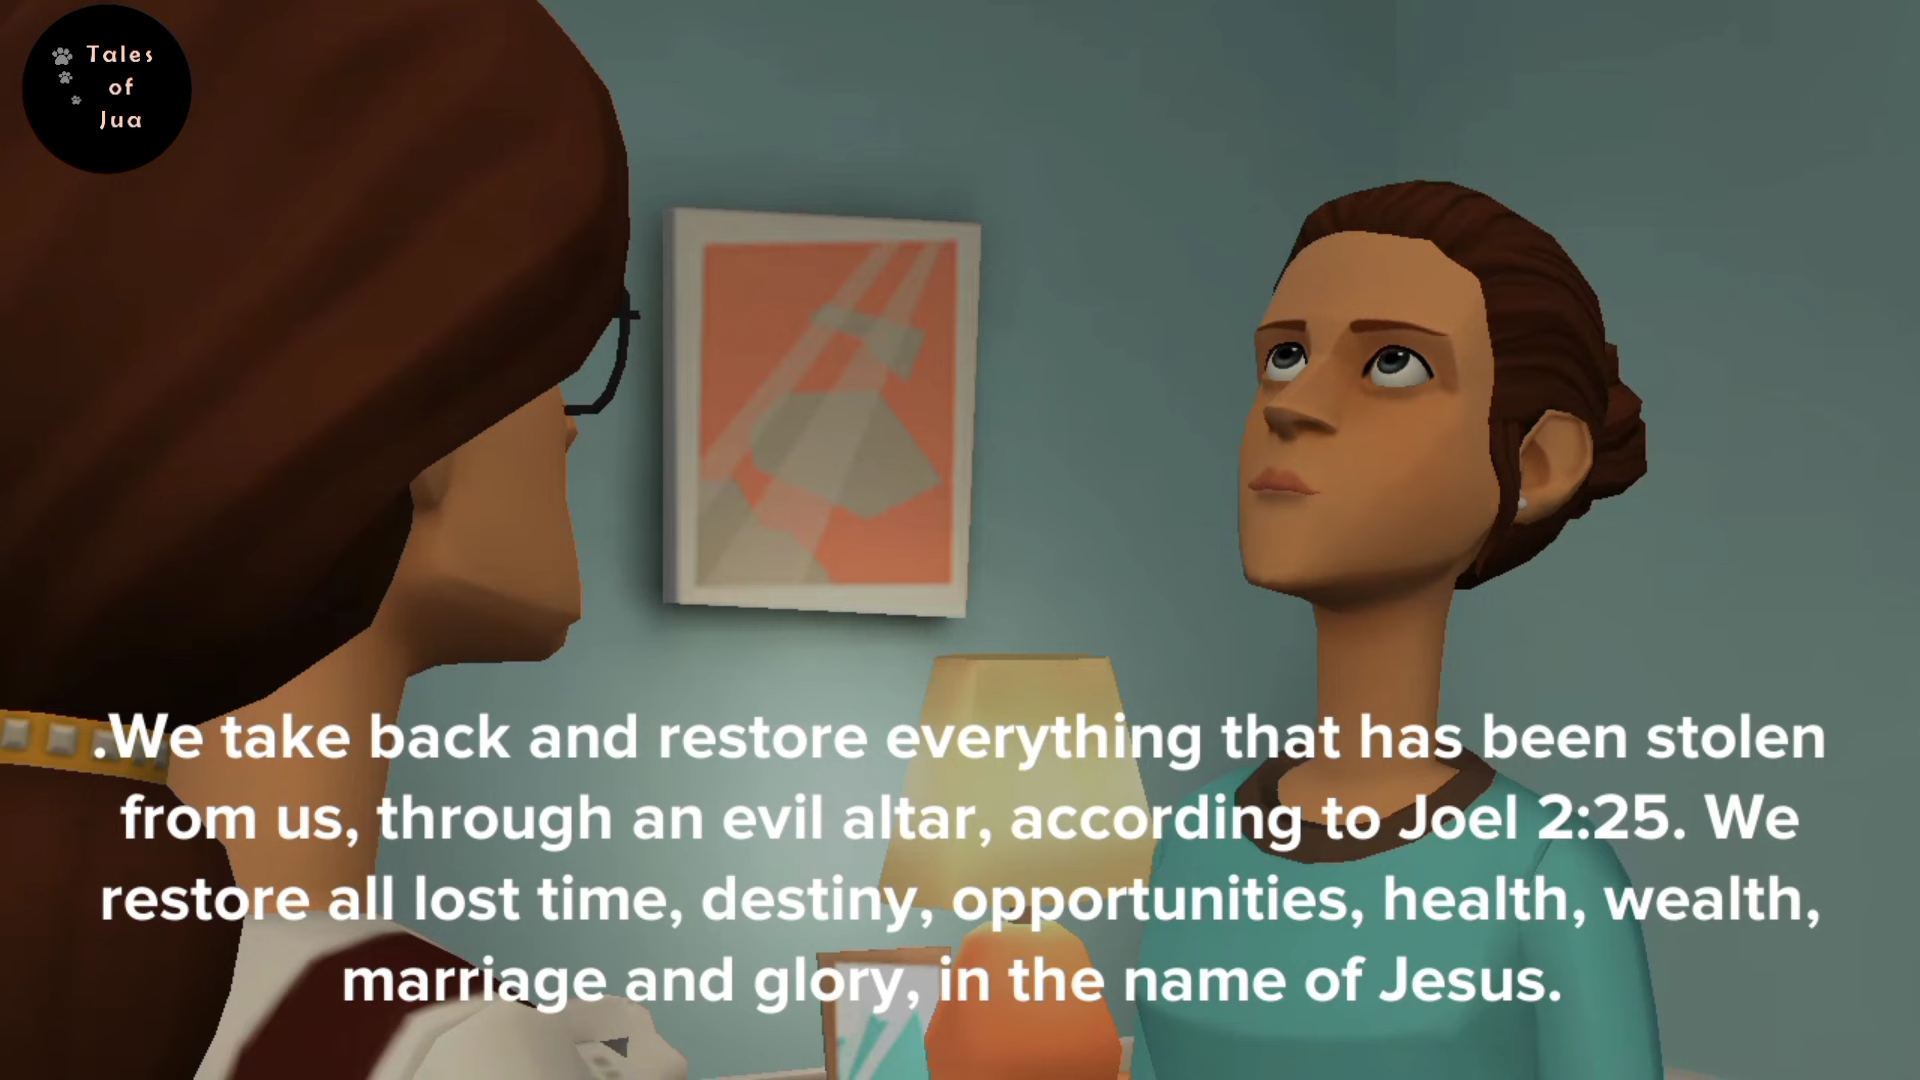 Tales
of
Jua
.We take back and restore everything that has been stolen
from us, through an evil altar, according to Joel 2:25. We
restore all lost time, destiny, opportunities, health, wealth,
marriage and glory, in the name of Jesus.